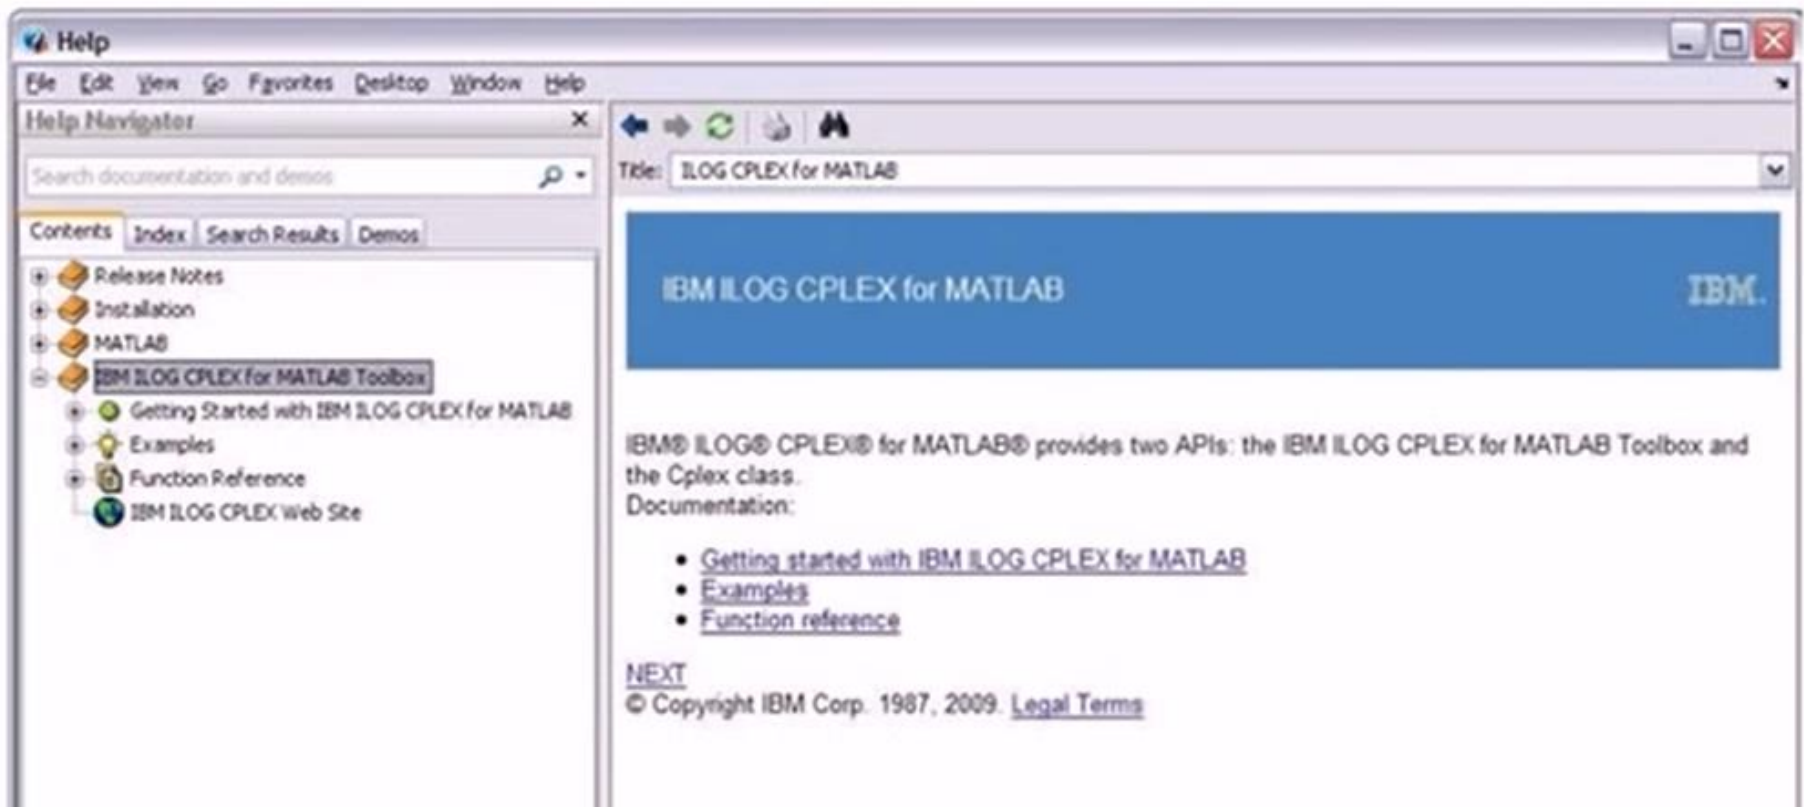 Help
File Edit View Go Favorites Desktop Window Help
Help Navigator
Search documentation and demos
Contents Index Search Results Demos
Release Notes
Installation
MATLAB
IBM ILOG CPLEX for MATLAB Toolbox
Getting Started with IBM ILOG CPLEX for MATLAB
Examples
Function Reference
IBM ILOG CPLEX Web Site
Title: ILOG CPLEX for MATLAB
IBM ILOG CPLEX for MATLAB
IBM.
IBM® ILOG® CPLEX® for MATLAB® provides two APIs: the IBM ILOG CPLEX for MATLAB Toolbox and
the Cplex class.
Documentation:
• Getting started with IBM ILOG CPLEX for MATLAB
• Examples
• Function reference
NEXT
© Copyright IBM Corp. 1987, 2009. Legal Terms